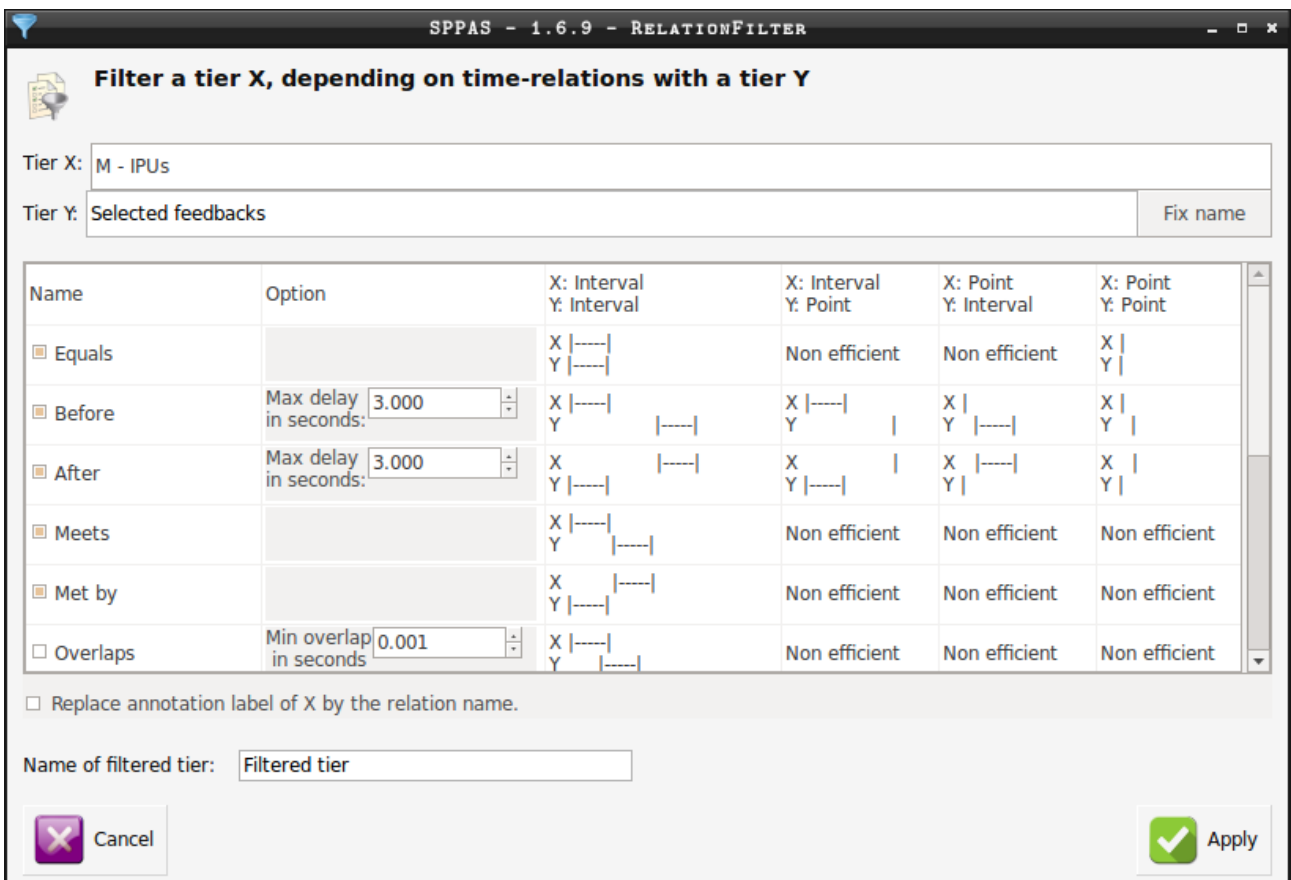 SPPAS - 1.6.9 - RelationFilter
Filter a tier X, depending on time-relations with a tier Y
Tier X: M - IPUs
Tier Y: Selected feedbacks Fix name
Name Option X: Interval X: Interval X: Point X: Point
Y: Interval Y: Point Y: Interval Y: Point
Equals X |-----| Non efficient Non efficient X |
Y |-----| Y |
Before Max delay 3.000 X |-----| X |-----| X | X |
in seconds: Y |-----| Y | Y |-----| Y |
After Max delay 3.000 X |-----| X | X |-----| X |
in seconds: Y |-----| Y |-----| Y | Y |
Meets X |-----| Non efficient Non efficient Non efficient
Y |-----|
Met by X |-----| Non efficient Non efficient Non efficient
Y |-----|
Overlaps Min overlap 0.001 X |-----| Non efficient Non efficient Non efficient
in seconds Y |-----|
Replace annotation label of X by the relation name.
Name of filtered tier: Filtered tier
Cancel Apply